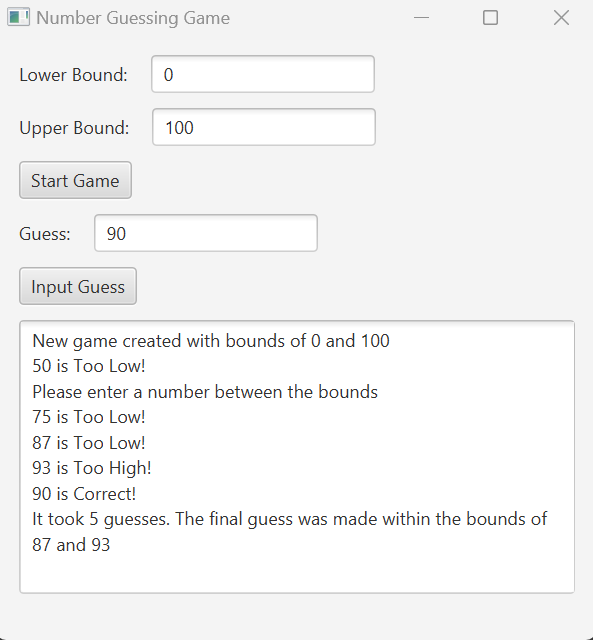 Number Guessing Game
Lower Bound: 0
Upper Bound: 100
Start Game
Guess: 90
Input Guess
New game created with bounds of 0 and 100
50 is Too Low!
Please enter a number between the bounds
75 is Too Low!
87 is Too Low!
93 is Too High!
90 is Correct!
It took 5 guesses. The final guess was made within the bounds of
87 and 93